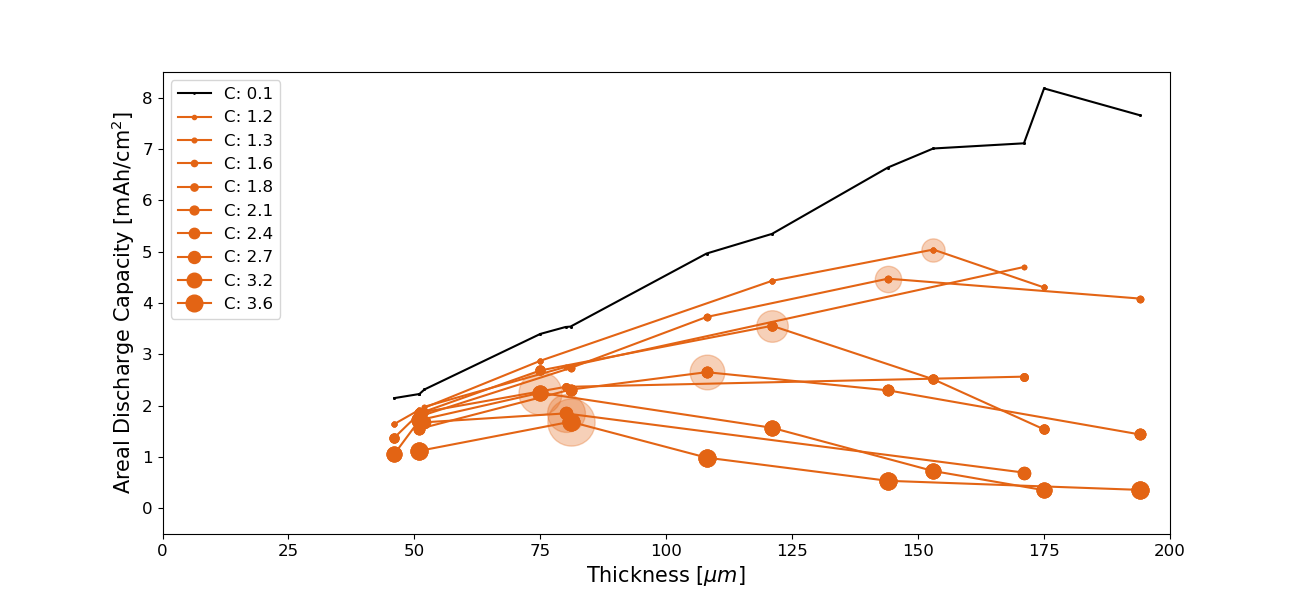 C: 0.1
C: 1.2
C: 1.3
C: 1.6
C: 1.8
C: 2.1
C: 2.4
C: 2.7
C: 3.2
C: 3.6
Areal Discharge Capacity [mAh/cm²]
8
7
6
5
4
3
2
1
0
0 25 50 75 100 125 150 175 200
Thickness [μm]